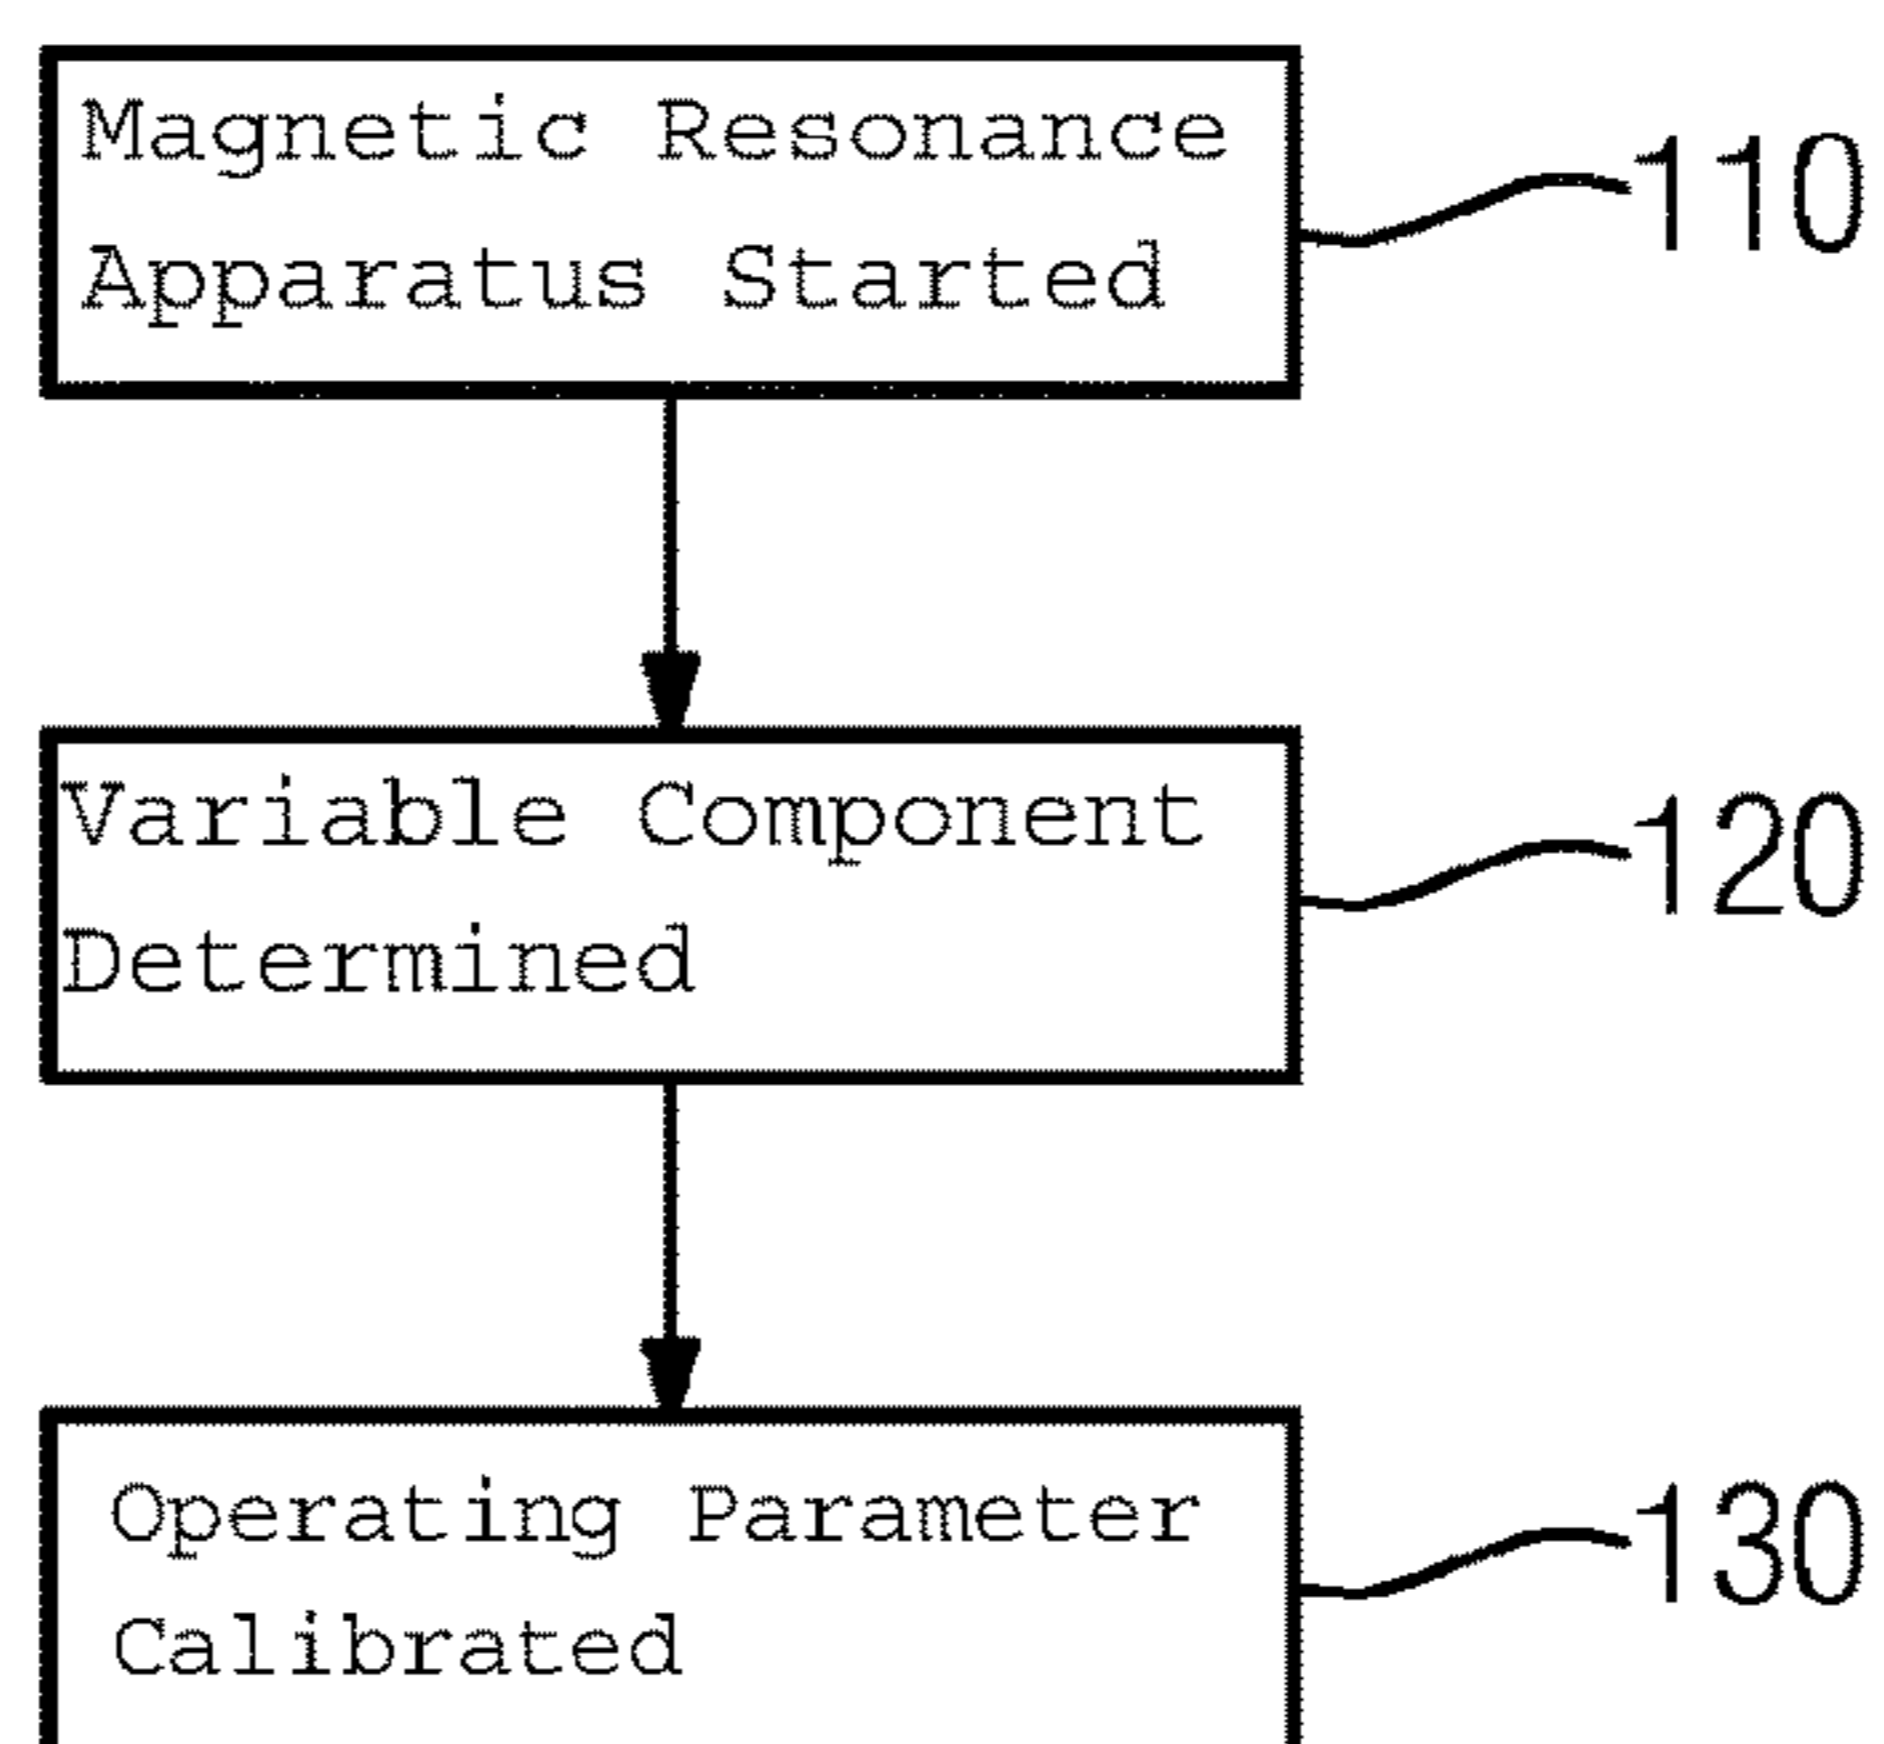 Magnetic Resonance
Apparatus Started
110
Variable Component
Determined
120
Operating Parameter
Calibrated
130